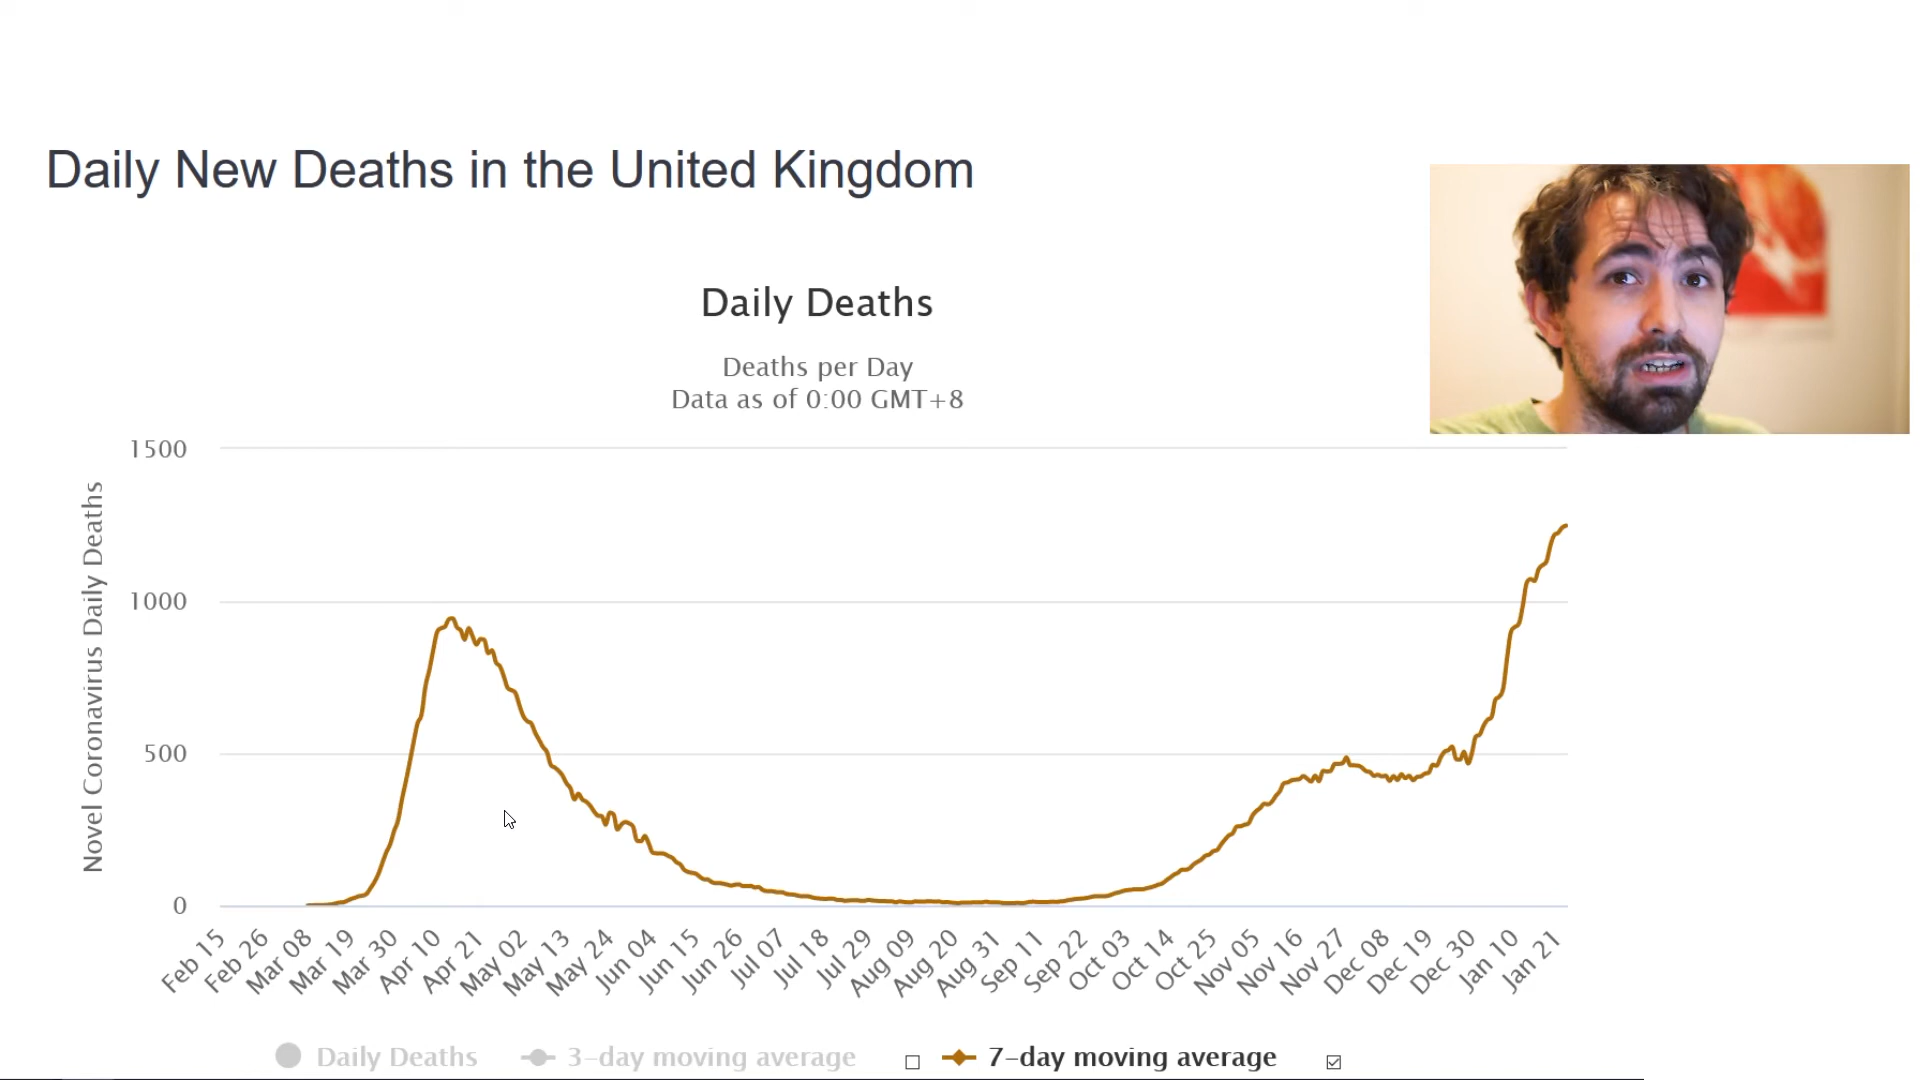 Daily New Deaths in the United Kingdom
Daily Deaths
Deaths per Day
Data as of 0:00 GMT+8
Novel Coronavirus Daily Deaths
1500
1000
500
0
Feb 15
Feb 26
Mar 08
Mar 19
Mar 30
Apr 10
Apr 21
May 02
May 13
May 24
Jun 04
Jun 15
Jun 26
Jul 07
Jul 18
Jul 29
Aug 09
Aug 20
Aug 31
Sep 11
Sep 22
Oct 03
Oct 14
Oct 25
Nov 05
Nov 16
Nov 27
Dec 08
Dec 19
Dec 30
Jan 10
Jan 21
Daily Deaths 3-day moving average 7-day moving average